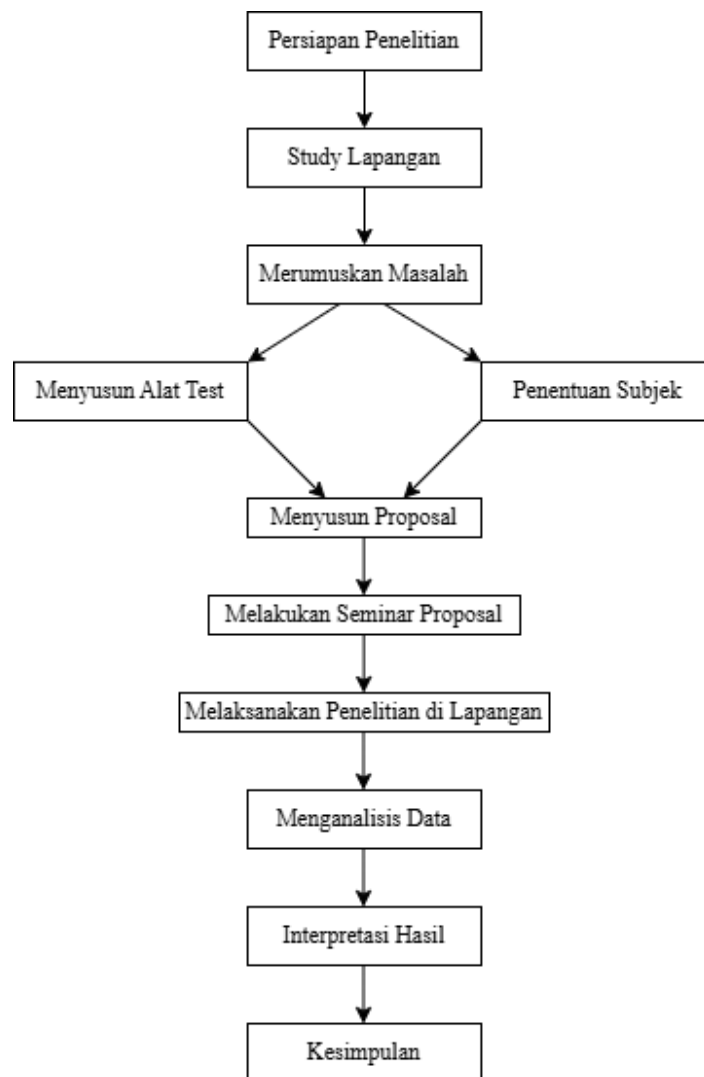 Persiapan Penelitian
Study Lapangan
Merumuskan Masalah
Menyusun Alat Test
Penentuan Subjek
Menyusun Proposal
Melakukan Seminar Proposal
Melaksanakan Penelitian di Lapangan
Menganalisis Data
Interpretasi Hasil
Kesimpulan